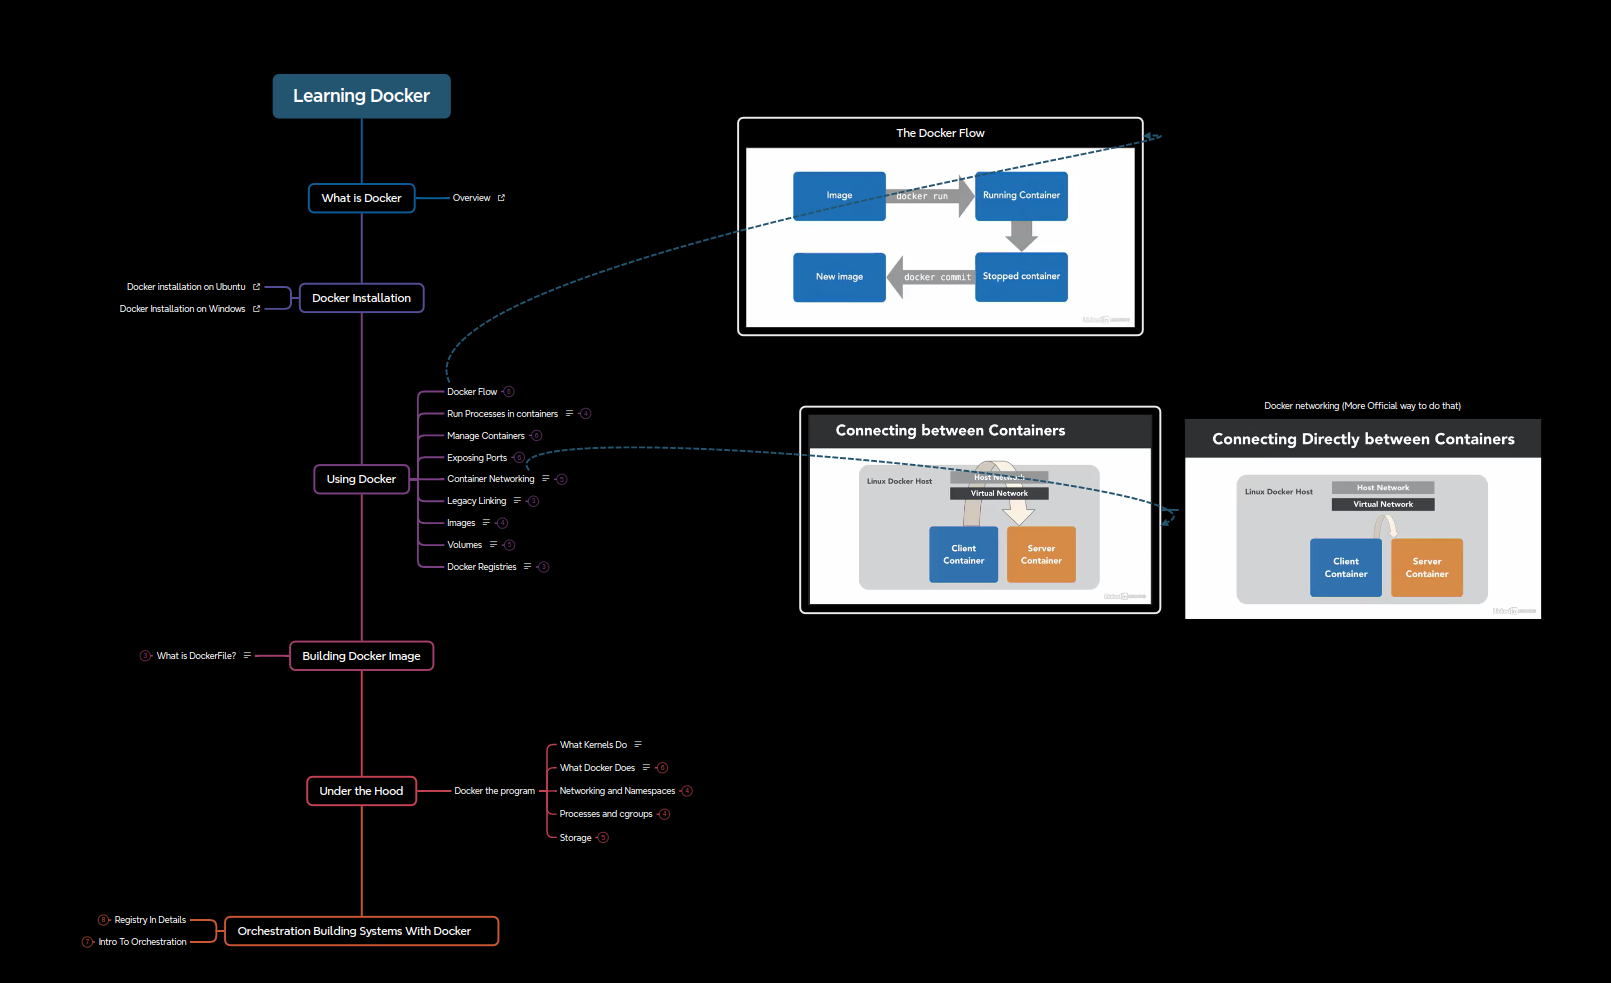 Learning Docker
What is Docker
Overview
Docker installation on Ubuntu
Docker Installation on Windows
Docker Installation
Docker Flow 6
Run Processes in containers 4
Manage Containers 6
Exposing Ports 6
Using Docker
Container Networking 5
Legacy Linking 3
Images 4
Volumes 5
Docker Registries 3
3 What is DockerFile?
Building Docker Image
Under the Hood
Docker the program
What Kernels Do
What Docker Does 6
Networking and Namespaces 4
Processes and cgroups 4
Storage 5
8 Registry In Details
7 Intro To Orchestration
Orchestration Building Systems With Docker
The Docker Flow
Image
docker run
Running Container
New image
docker commit
Stopped container
Connecting between Containers
Linux Docker Host
Host Network
Virtual Network
Client
Container
Server
Container
Docker networking (More Official way to do that)
Connecting Directly between Containers
Linux Docker Host
Host Network
Virtual Network
Client
Container
Server
Container